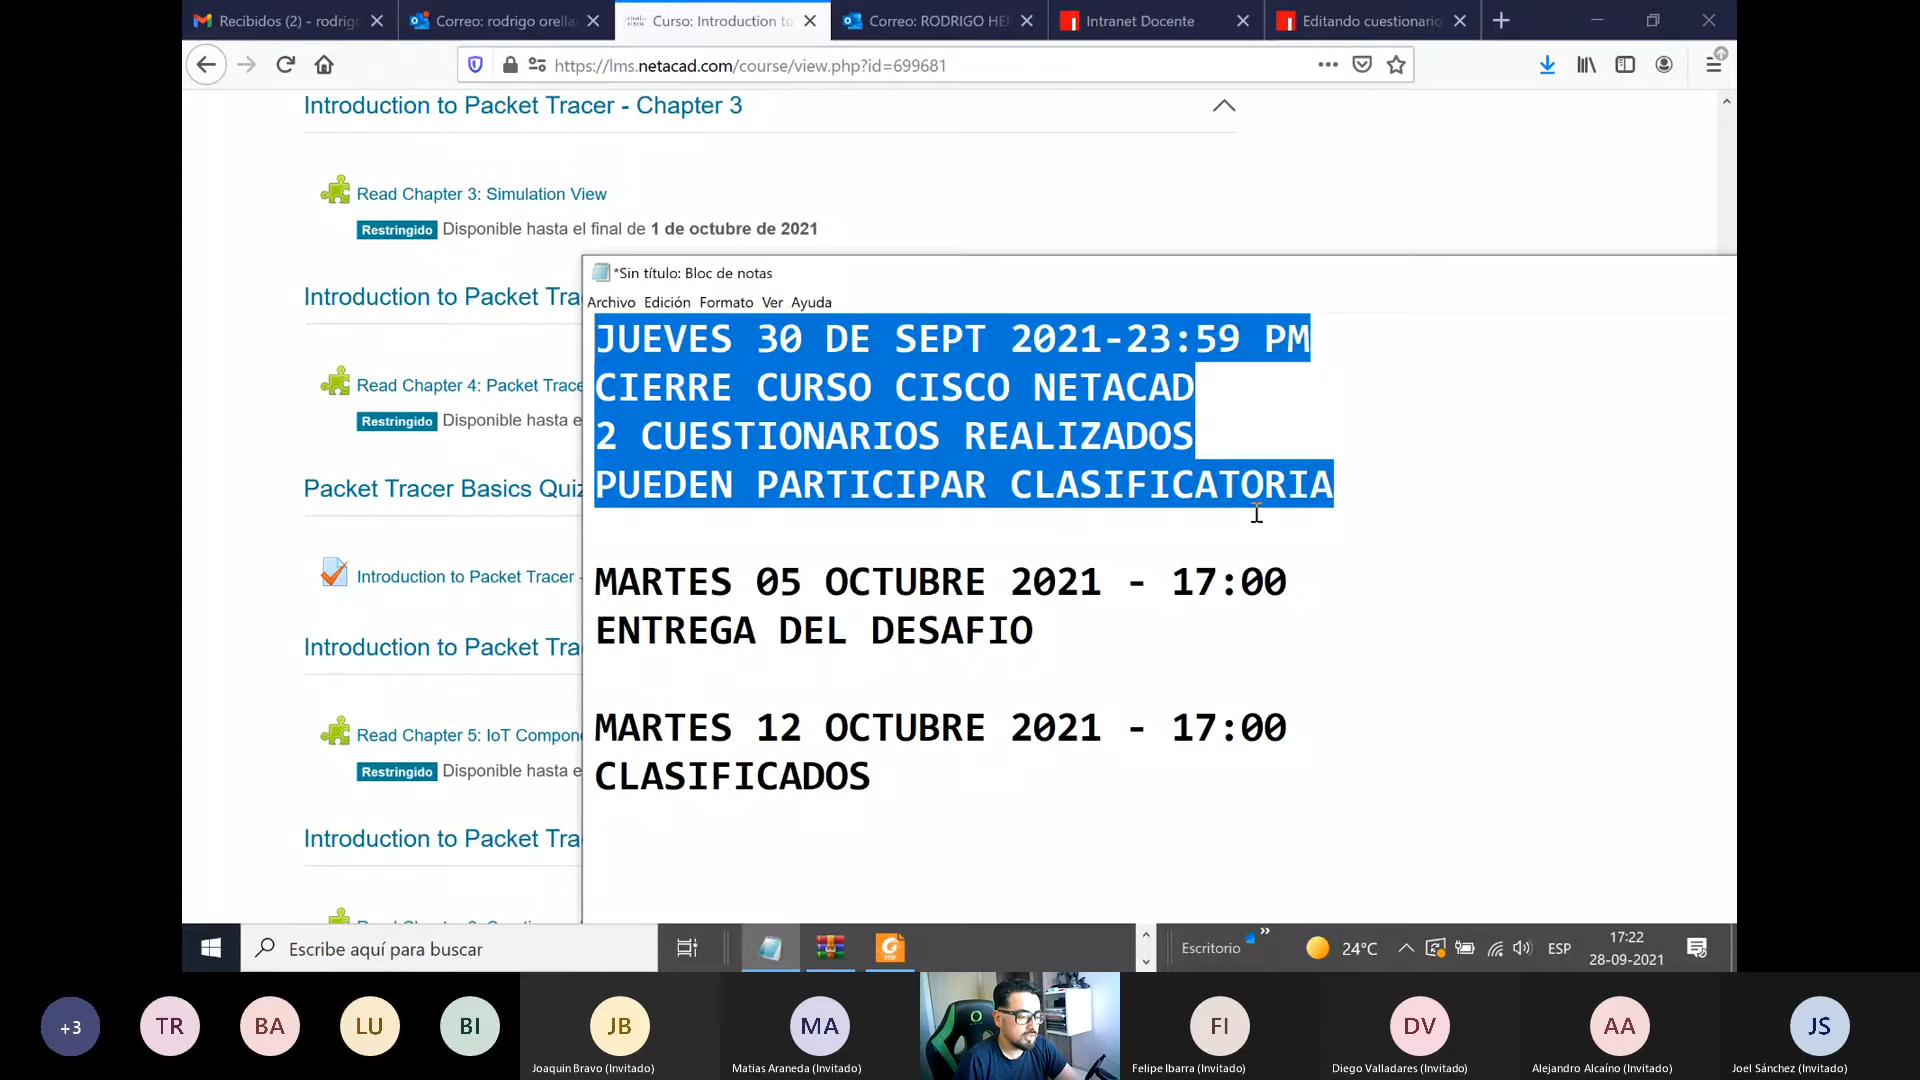 Recibidos (2) - rodrig
Correo: rodrigo orella
Curso: Introduction to
Correo: RODRIGO HE
Intranet Docente
Editando cuestionario
https://lms.netacad.com/course/view.php?id=699681
Introduction to Packet Tracer - Chapter 3
Read Chapter 3: Simulation View
Restringido Disponible hasta el final de 1 de octubre de 2021
Introduction to Packet Tra
Read Chapter 4: Packet Trace
Restringido Disponible hasta e
Packet Tracer Basics Quiz
Introduction to Packet Tracer -
Introduction to Packet Tra
Read Chapter 5: IoT Compone
Restringido Disponible hasta e
Introduction to Packet Tra
*Sin título: Bloc de notas
Archivo Edición Formato Ver Ayuda
JUEVES 30 DE SEPT 2021-23:59 PM
CIERRE CURSO CISCO NETACAD
2 CUESTIONARIOS REALIZADOS
PUEDEN PARTICIPAR CLASIFICATORIA
MARTES 05 OCTUBRE 2021 - 17:00
ENTREGA DEL DESAFIO
MARTES 12 OCTUBRE 2021 - 17:00
CLASIFICADOS
Escribe aquí para buscar
Escritorio
24°C
ESP
17:22
28-09-2021
+3
TR
BA
LU
BI
JB
MA
FI
DV
AA
JS
Joaquin Bravo (Invitado)
Matias Araneda (Invitado)
Felipe Ibarra (Invitado)
Diego Valladares (Invitado)
Alejandro Alcaíno (Invitado)
Joel Sánchez (Invitado)